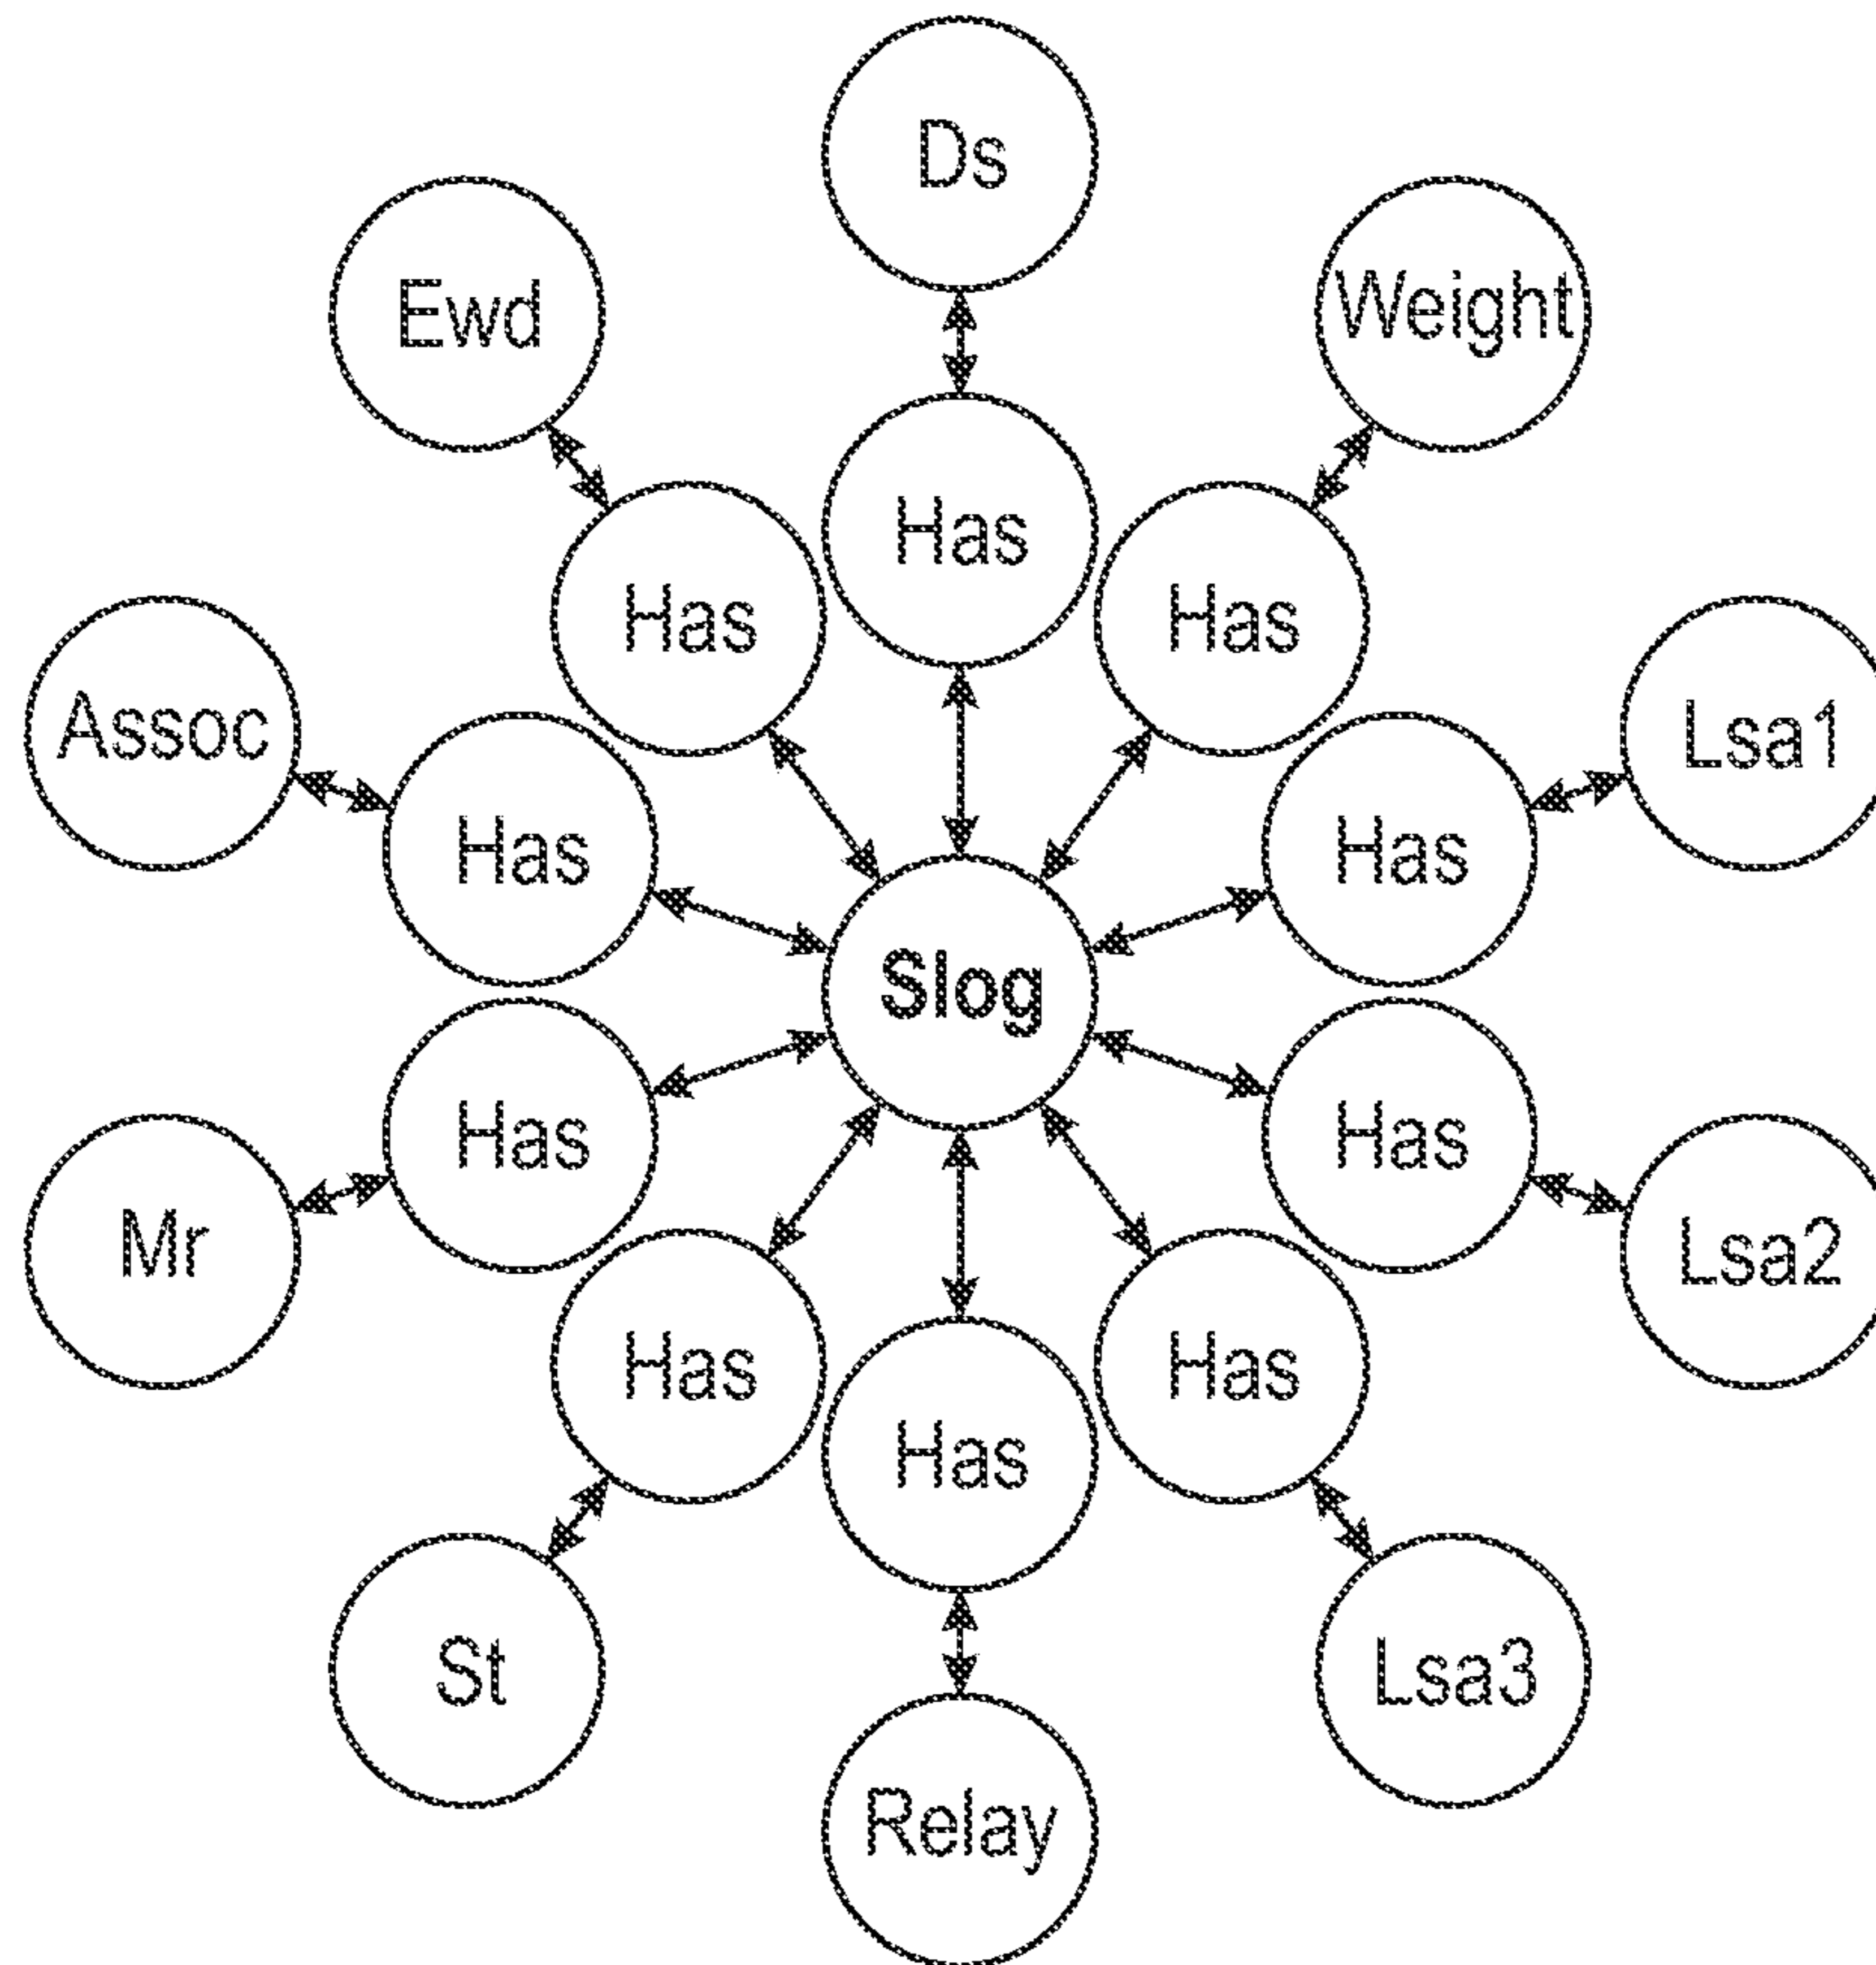 Ds
Ewd
Weight
Has
Has
Has
Assoc
Lsa1
Has
Has
Slog
Has
Has
Mr
Lsa2
Has
Has
Has
St
Lsa3
Relay